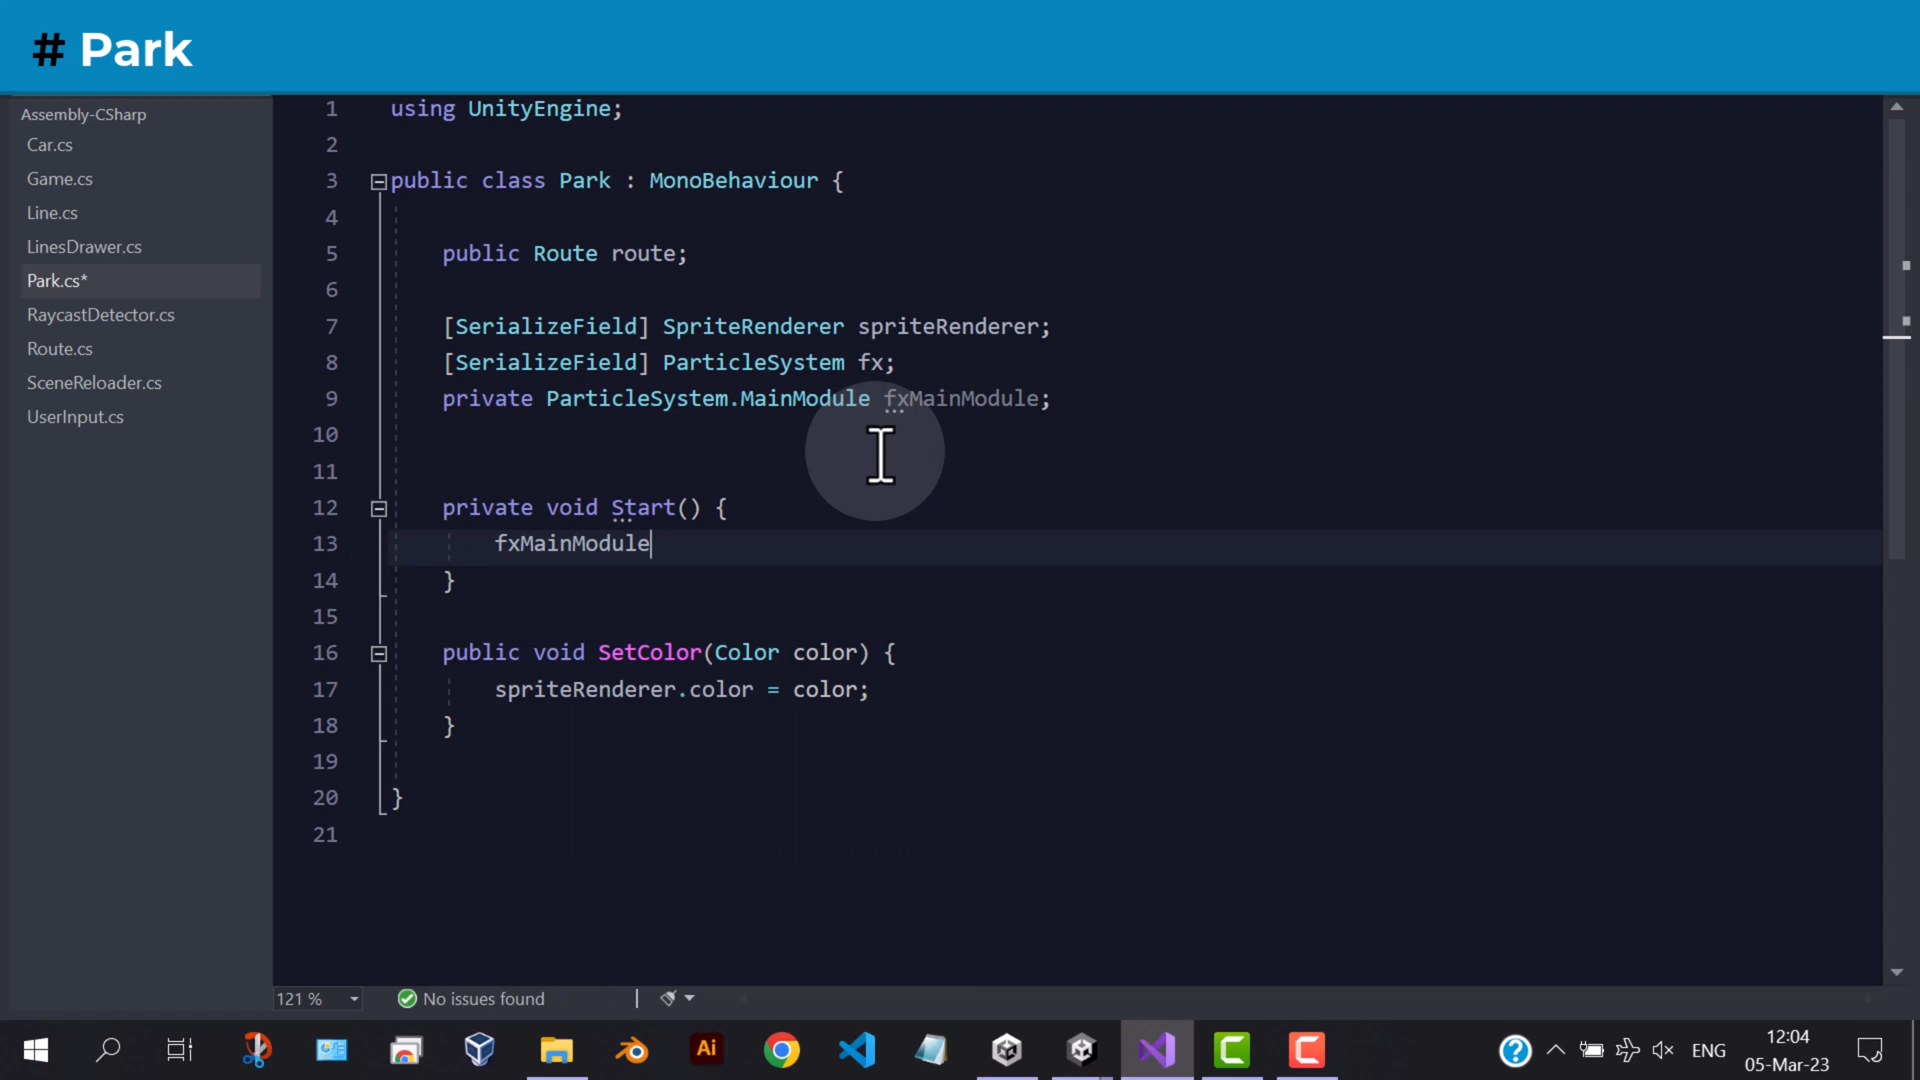 # Park
Assembly-CSharp
Car.cs
Game.cs
Line.cs
LinesDrawer.cs
Park.cs*
RaycastDetector.cs
Route.cs
SceneReloader.cs
UserInput.cs
1 using UnityEngine;
2
3 public class Park : MonoBehaviour {
4
5 public Route route;
6
7 [SerializeField] SpriteRenderer spriteRenderer;
8 [SerializeField] ParticleSystem fx;
9 private ParticleSystem.MainModule fxMainModule;
10
11
12 private void Start() {
13 fxMainModule
14 }
15
16 public void SetColor(Color color) {
17 spriteRenderer.color = color;
18 }
19
20 }
21
121 % No issues found
Ai
ENG
12:04
05-Mar-23